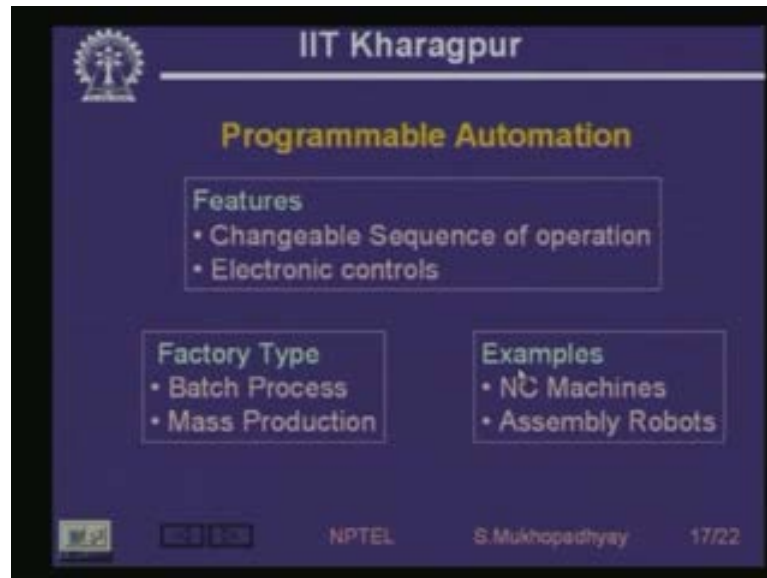 IIT Kharagpur
Programmable Automation
Features
• Changeable Sequence of operation
• Electronic controls
Factory Type
• Batch Process
• Mass Production
Examples
• NC Machines
• Assembly Robots
NPTEL S.Mukhopadhyay 17/22